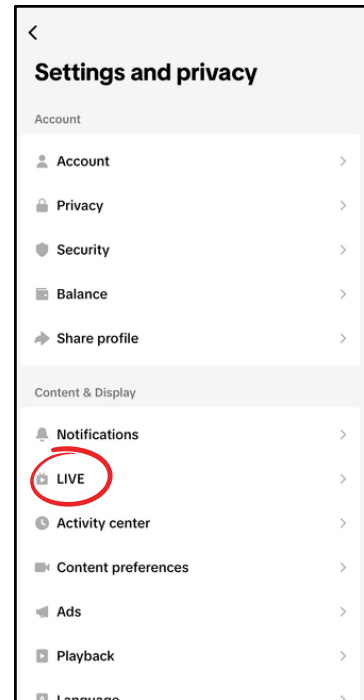 Settings and privacy
Account
Account
Privacy
Security
Balance
Share profile
Content & Display
Notifications
LIVE
Activity center
Content preferences
Ads
Playback
Language